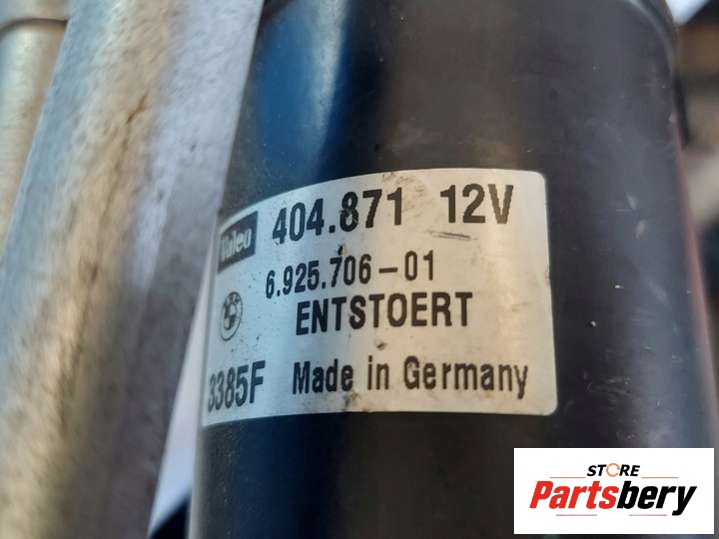 Valeo 404.871 12V
6.925.706-01
ENTSTOERT
3385F Made in Germany
STORE
Partsbery